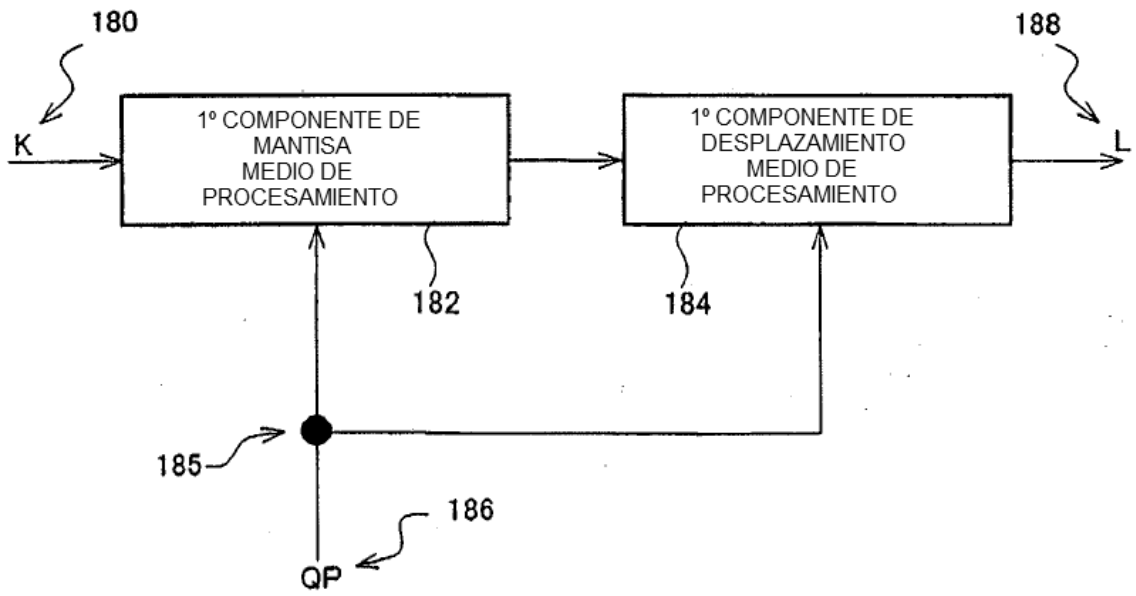 180
188
K
1º COMPONENTE DE
MANTISA
MEDIO DE
PROCESAMIENTO
1º COMPONENTE DE
DESPLAZAMIENTO
MEDIO DE
PROCESAMIENTO
L
182
184
185
186
QP